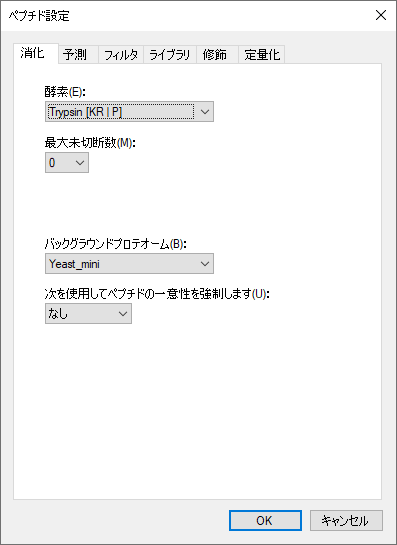 ペプチド設定
消化 予測 フィルタ ライブラリ 修飾 定量化
酵素(E):
Trypsin [KR | P]
最大未切断数(M):
0
バックグラウンドプロテオーム(B):
Yeast_mini
次を使用してペプチドの一意性を強制します(U):
なし
OK キャンセル